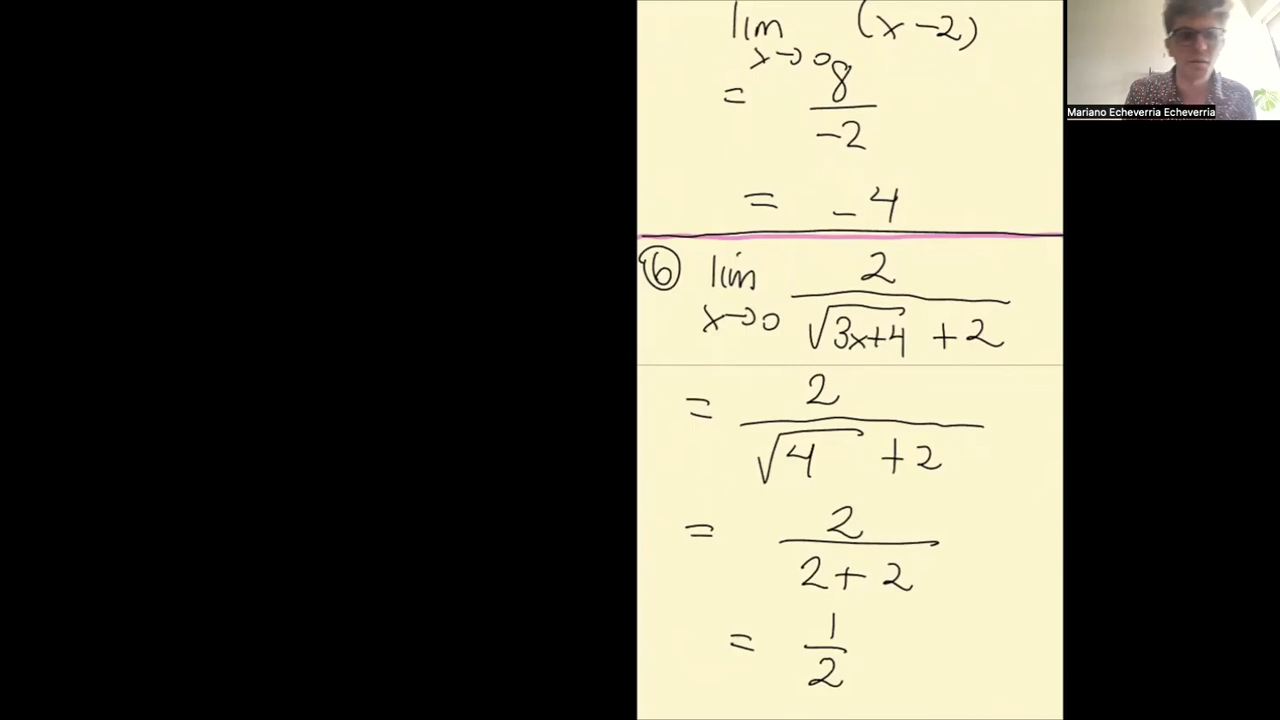 lim (x-2)
x→0
= 8
-2
= -4
⑥ lim 2
x→0 √3x+4 +2
= 2
√4 +2
= 2
2+2
= 1
2
Mariano Echeverria Echeverria